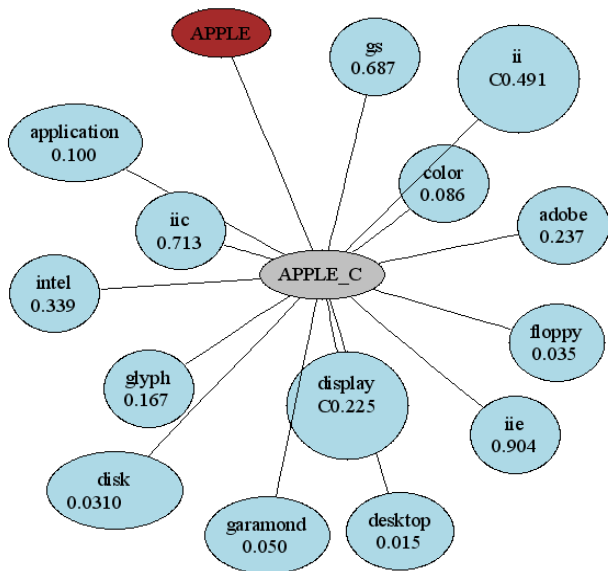 APPLE
gs
0.687
ii
C0.491
application
0.100
color
0.086
iic
0.713
adobe
0.237
APPLE_C
intel
0.339
floppy
0.035
glyph
0.167
display
C0.225
iie
0.904
disk
0.0310
garamond
0.050
desktop
0.015